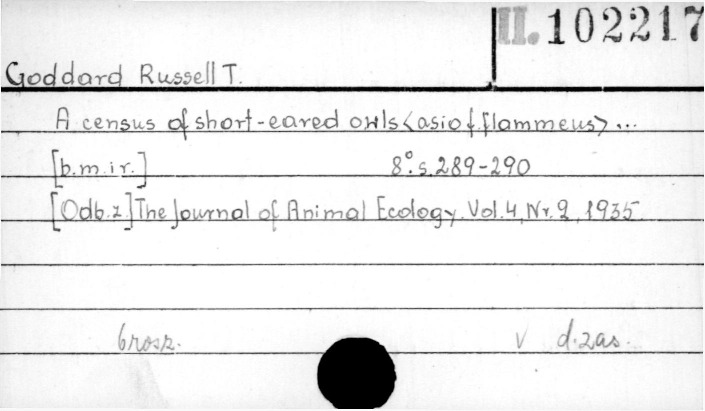 II. 102217
Goddard Russell T.
A census of short-eared owls <asio f. flammeus> ...
[b.m.i r.] 8° s. 289-290
[Odb. z] The Journal of Animal Ecology. Vol. 4, Nr. 2, 1935
brosz. v d. zas.